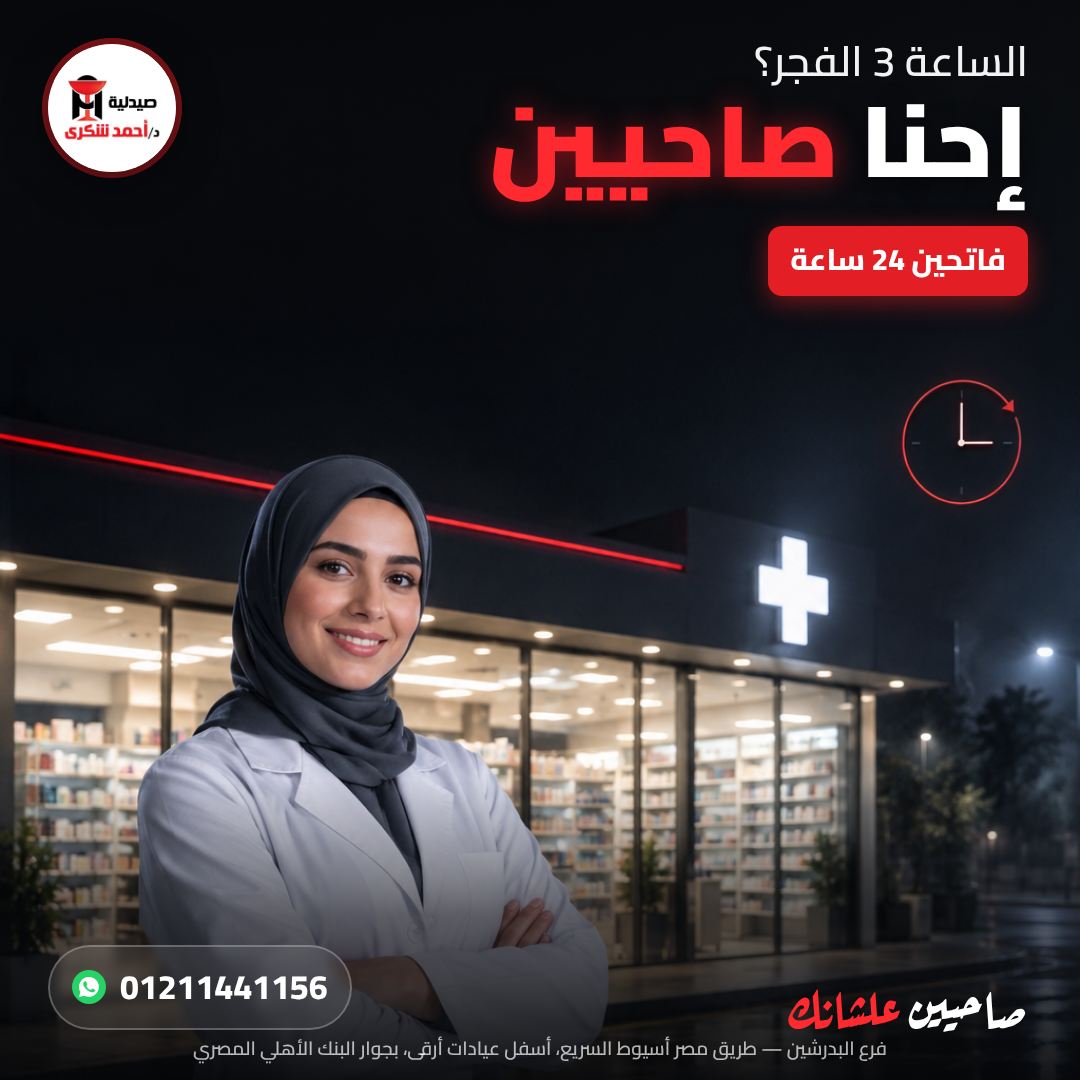 صيدلية
د/أحمد شكرى
الساعة 3 الفجر؟
إحنا صاحيين
فاتحين 24 ساعة
01211441156
صاحيين علشانك
فرع البدرشين — طريق مصر أسيوط السريع، أسفل عيادات أرقى، بجوار البنك الأهلي المصري